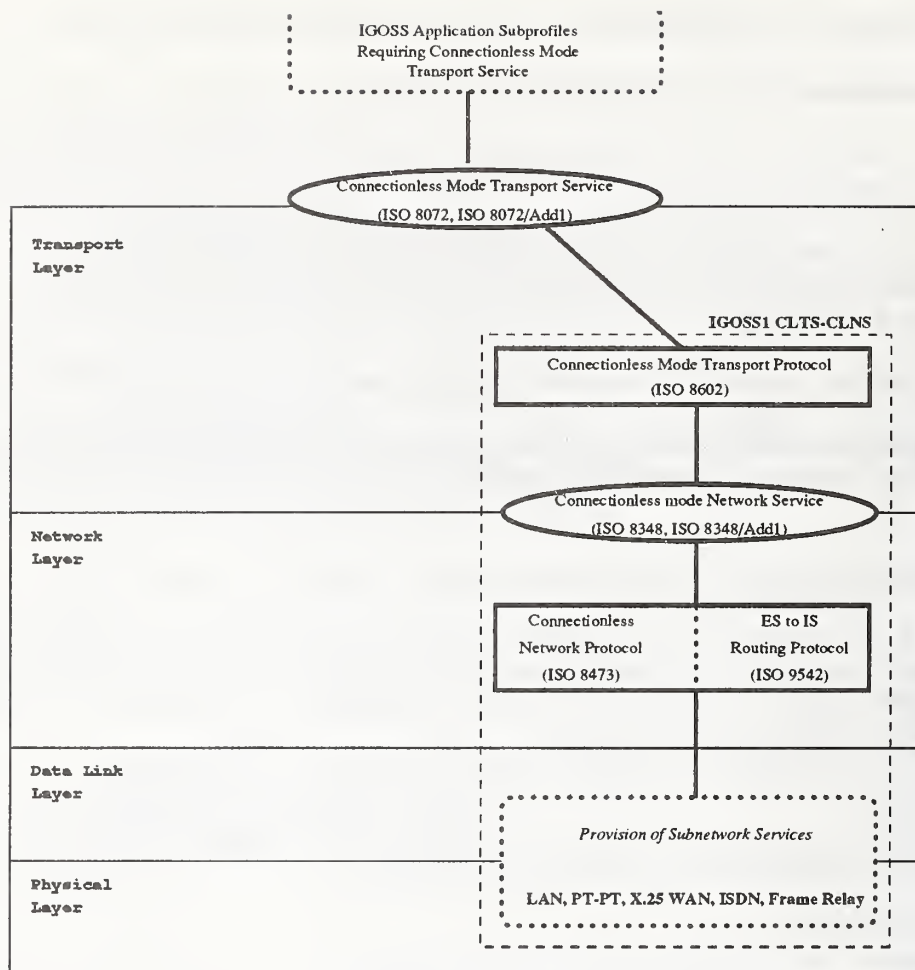 IGOSS Application Subprofiles
Requiring Connectionless Mode
Transport Service
Connectionless Mode Transport Service
(ISO 8072, ISO 8072/Add1)
Transport
Layer
IGOSS1 CLTS-CLNS
Connectionless Mode Transport Protocol
(ISO 8602)
Connectionless mode Network Service
(ISO 8348, ISO 8348/Add1)
Network
Layer
Connectionless
Network Protocol
(ISO 8473)
ES to IS
Routing Protocol
(ISO 9542)
Data Link
Layer
Provision of Subnetwork Services
Physical
Layer
LAN, PT-PT, X.25 WAN, ISDN, Frame Relay